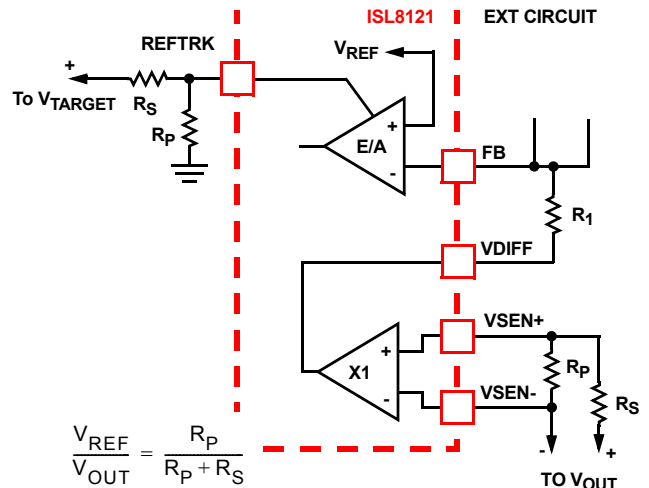 ISL8121 EXT CIRCUIT
REFTRK
VREF
+
To VTARGET
RS
RP
+
E/A
-
FB
R1
VDIFF
VSEN+
+
X1
-
VSEN-
RP
RS
- +
TO VOUT
VREF / VOUT = RP / (RP + RS)